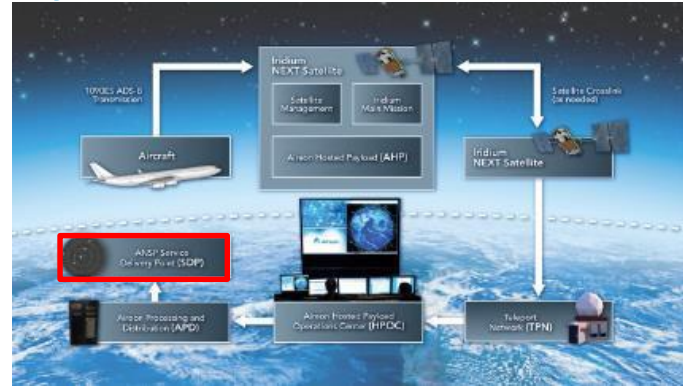 Iridium
NEXT Satellite
1090ES ADS-B
Transmission
Satellite Crosslink
(as needed)
Satellite
Management
Iridium
Main Mission
Aircraft
Aireon Hosted Payload (AHP)
Iridium
NEXT Satellite
Aireon
ANSP Service
Delivery Point (SDP)
Aireon Processing and
Distribution (APD)
Aireon Hosted Payload
Operations Center (HPOC)
Teleport
Network (TPN)